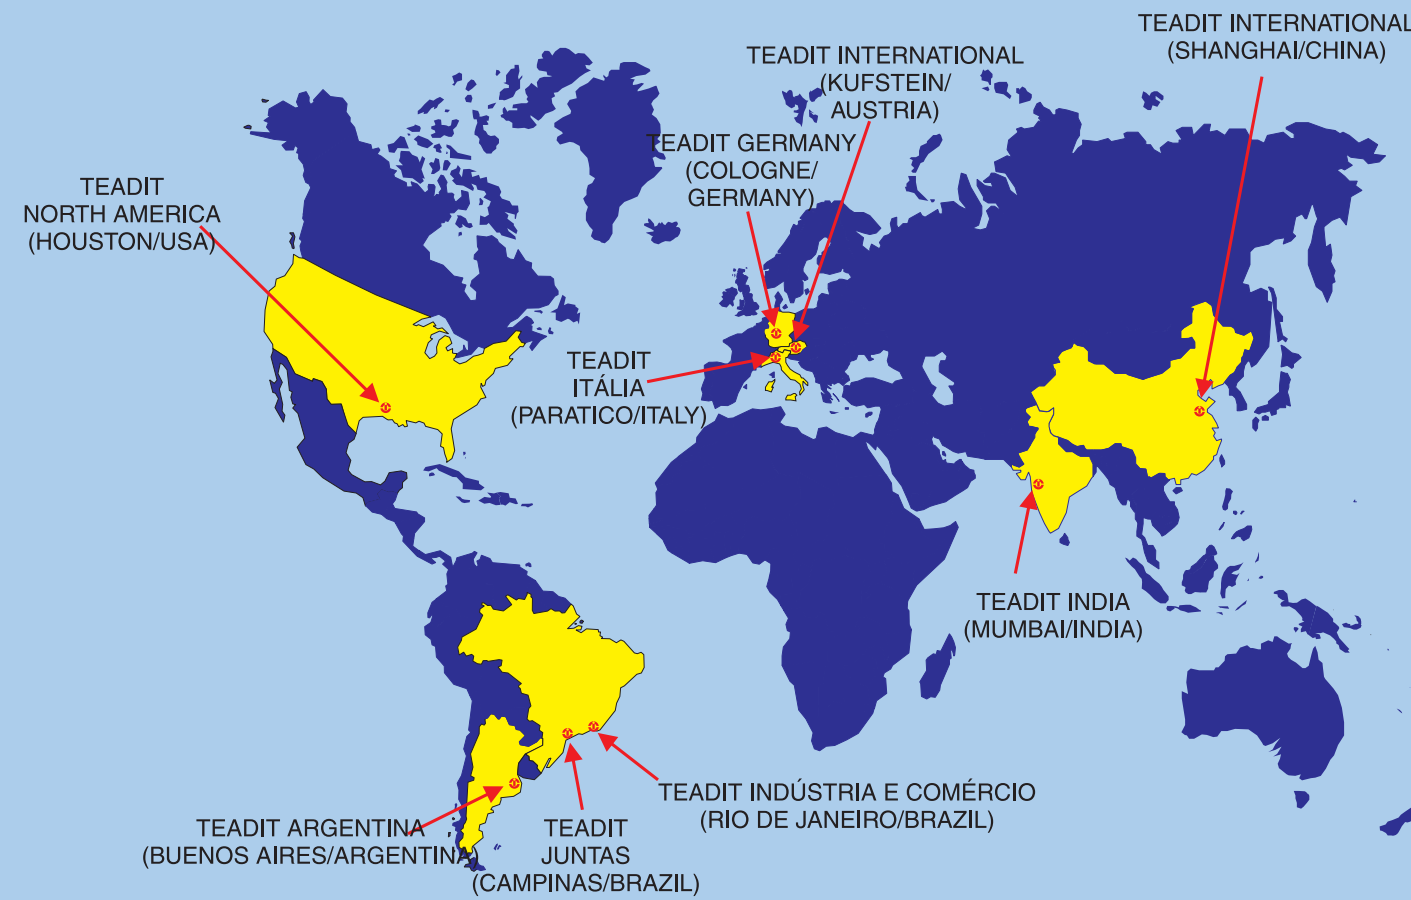 TEADIT INTERNATIONAL
(SHANGHAI/CHINA)
TEADIT INTERNATIONAL
(KUFSTEIN/
AUSTRIA)
TEADIT GERMANY
(COLOGNE/
GERMANY)
TEADIT
NORTH AMERICA
(HOUSTON/USA)
TEADIT
ITÁLIA
(PARATICO/ITALY)
TEADIT INDIA
(MUMBAI/INDIA)
TEADIT INDÚSTRIA E COMÉRCIO
(RIO DE JANEIRO/BRAZIL)
TEADIT ARGENTINA
(BUENOS AIRES/ARGENTINA)
TEADIT
JUNTAS
(CAMPINAS/BRAZIL)